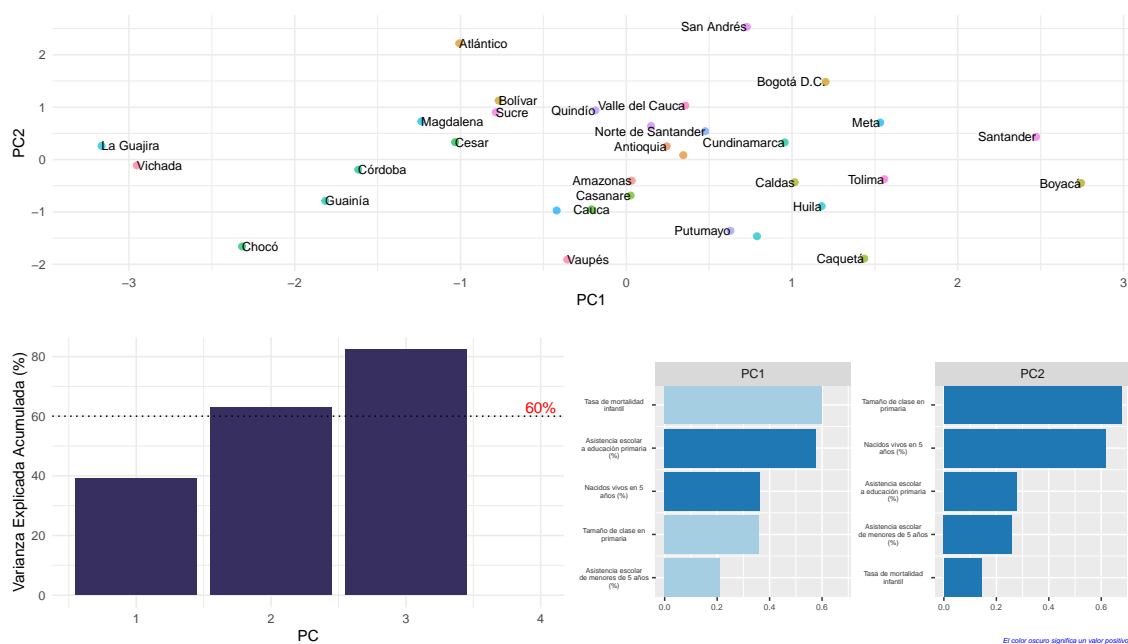 San Andrés
Atlántico
Bogotá D.C.
Bolívar
Sucre
Quindío
Valle del Cauca
Magdalena
Meta
Norte de Santander
Santander
La Guajira
Cesar
Antioquia
Cundinamarca
Vichada
Córdoba
Amazonas
Caldas
Tolima
Boyacá
Guainía
Casanare
Cauca
Huila
Chocó
Putumayo
Vaupés
Caquetá
PC2
2
1
0
−1
−2
−3
−2
−1
0
1
2
3
PC1
Varianza Explicada Acumulada (%)
80
60
40
20
0
60%
1
2
3
4
PC
PC1
Tasa de mortalidad
infantil
Asistencia escolar
a educación primaria
(%)
Nacidos vivos en 5
años (%)
Tamaño de clase en
primaria
Asistencia escolar
de menores de 5 años
(%)
0.0
0.2
0.4
0.6
PC2
Tamaño de clase en
primaria
Nacidos vivos en 5
años (%)
Asistencia escolar
a educación primaria
(%)
Asistencia escolar
de menores de 5 años
(%)
Tasa de mortalidad
infantil
0.0
0.2
0.4
0.6
El color oscuro significa un valor positivo